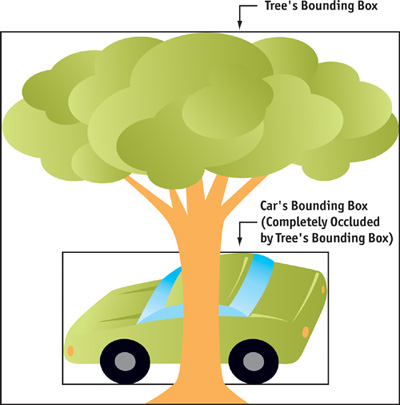 Tree's Bounding Box
Car's Bounding Box
(Completely Occluded
by Tree's Bounding Box)